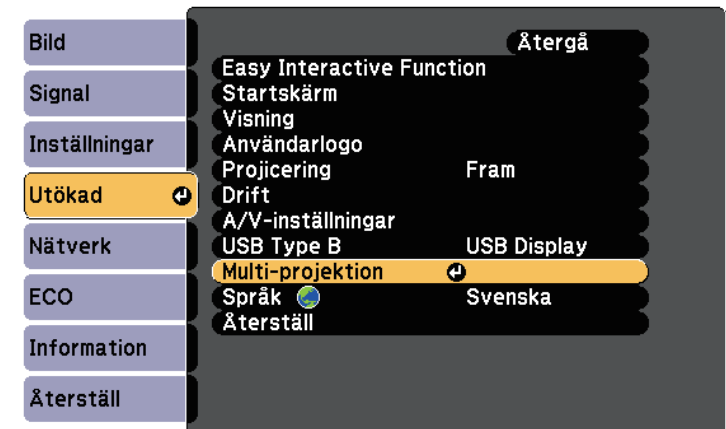 Bild
Signal
Inställningar
Utökad
Nätverk
ECO
Information
Återställ
Återgå
Easy Interactive Function
Startskärm
Visning
Användarlogo
Projicering Fram
Drift
A/V-inställningar
USB Type B USB Display
Multi-projektion
Språk Svenska
Återställ